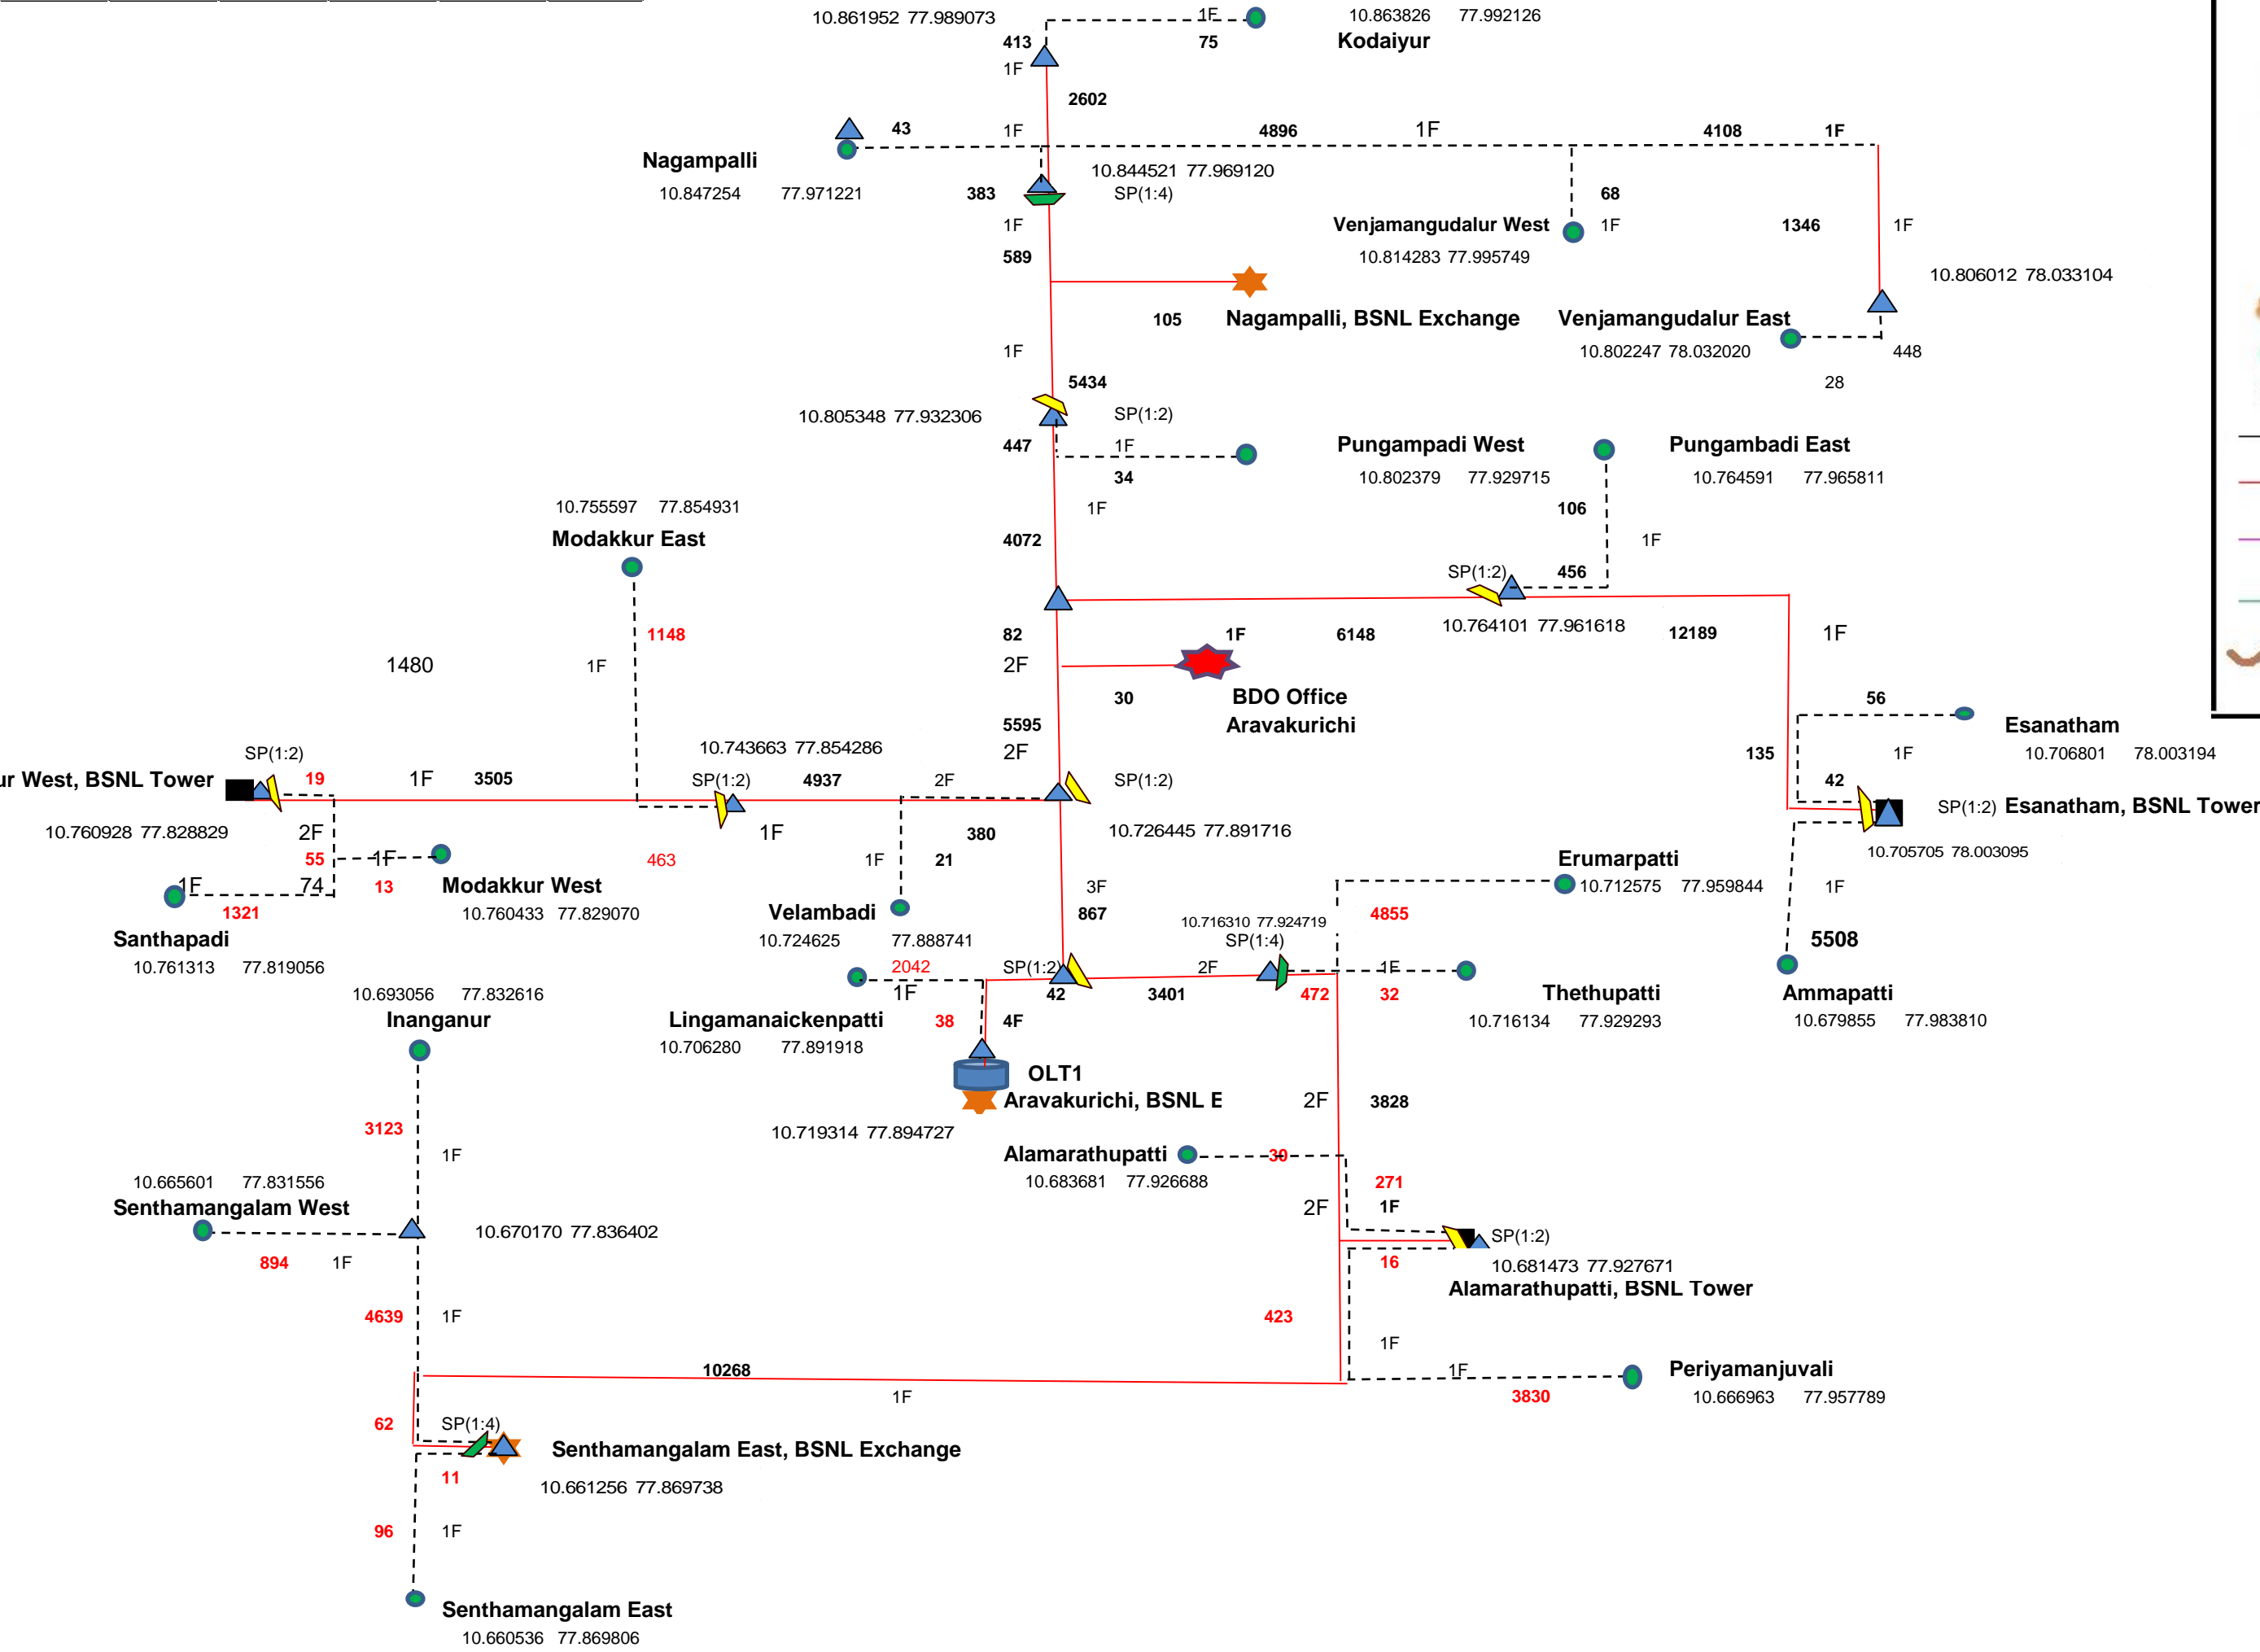 10.861952 77.989073
1F
10.863826 77.992126
413
75
Kodaiyur
1F
2602
43
1F
4896
1F
4108
1F
Nagampalli
10.844521 77.969120
10.847254 77.971221
383
SP(1:4)
68
1F
Venjamangudalur West
1F
1346
1F
589
10.814283 77.995749
10.806012 78.033104
105
Nagampalli, BSNL Exchange
Venjamangudalur East
1F
10.802247 78.032020
448
5434
28
10.805348 77.932306
SP(1:2)
447
1F
Pungampadi West
Pungambadi East
34
10.802379 77.929715
10.764591 77.965811
10.755597 77.854931
1F
106
Modakkur East
4072
1F
SP(1:2)
456
1148
82
1F
6148
10.764101 77.961618
12189
1F
1480
1F
2F
30
BDO Office
56
5595
Aravakurichi
Esanatham
SP(1:2)
10.743663 77.854286
2F
135
1F
10.706801 78.003194
ur West, BSNL Tower
19
1F
3505
SP(1:2)
4937
2F
SP(1:2)
42
SP(1:2)
Esanatham, BSNL Tower
10.760928 77.828829
2F
1F
380
10.726445 77.891716
55
1F
463
1F
21
Erumarpatti
10.705705 78.003095
1F
74
13
Modakkur West
3F
10.712575 77.959844
1F
1321
10.760433 77.829070
Velambadi
867
10.716310 77.924719
4855
Santhapadi
10.724625 77.888741
SP(1:4)
5508
10.761313 77.819056
2042
SP(1:2)
2F
1F
10.693056 77.832616
1F
42
3401
472
32
Thethupatti
Ammapatti
Inanganur
Lingamanaickenpatti
38
4F
10.716134 77.929293
10.679855 77.983810
10.706280 77.891918
OLT1
Aravakurichi, BSNL E
2F
3828
3123
10.719314 77.894727
1F
Alamarathupatti
30
10.665601 77.831556
10.683681 77.926688
271
Senthamangalam West
2F
1F
10.670170 77.836402
SP(1:2)
894
1F
16
10.681473 77.927671
Alamarathupatti, BSNL Tower
4639
1F
423
1F
10268
1F
Periyamanjuvali
1F
3830
10.666963 77.957789
62
SP(1:4)
Senthamangalam East, BSNL Exchange
11
10.661256 77.869738
96
1F
Senthamangalam East
10.660536 77.869806